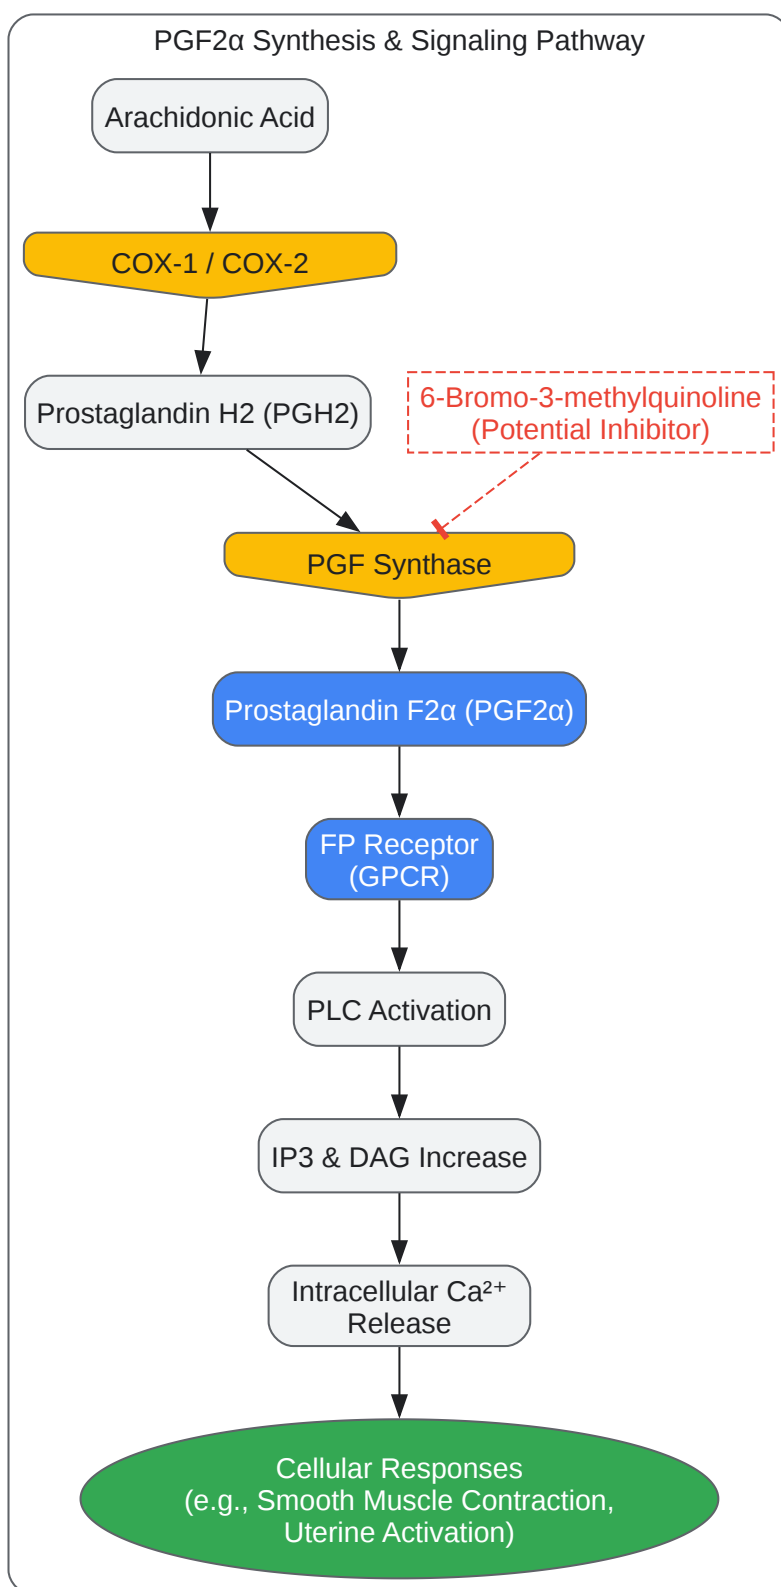 PGF2α Synthesis & Signaling Pathway
Arachidonic Acid
COX-1 / COX-2
Prostaglandin H2 (PGH2)
6-Bromo-3-methylquinoline
(Potential Inhibitor)
PGF Synthase
Prostaglandin F2α (PGF2α)
FP Receptor
(GPCR)
PLC Activation
IP3 & DAG Increase
Intracellular Ca²⁺
Release
Cellular Responses
(e.g., Smooth Muscle Contraction,
Uterine Activation)